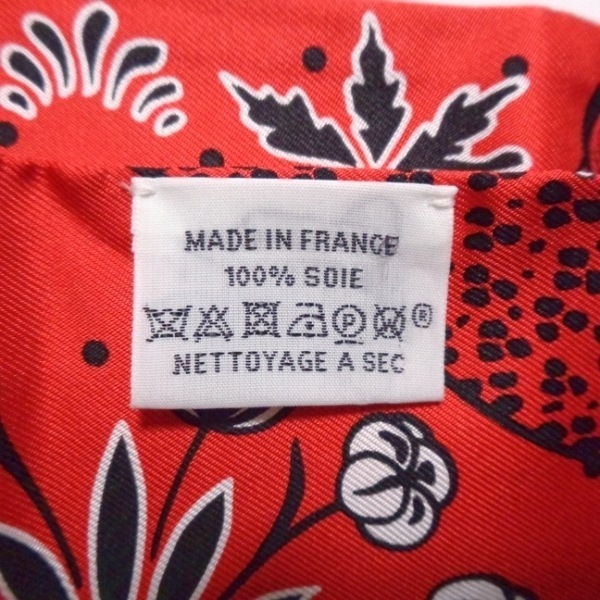 MADE IN FRANCE
100% SOIE
P W ®
NETTOYAGE A SEC